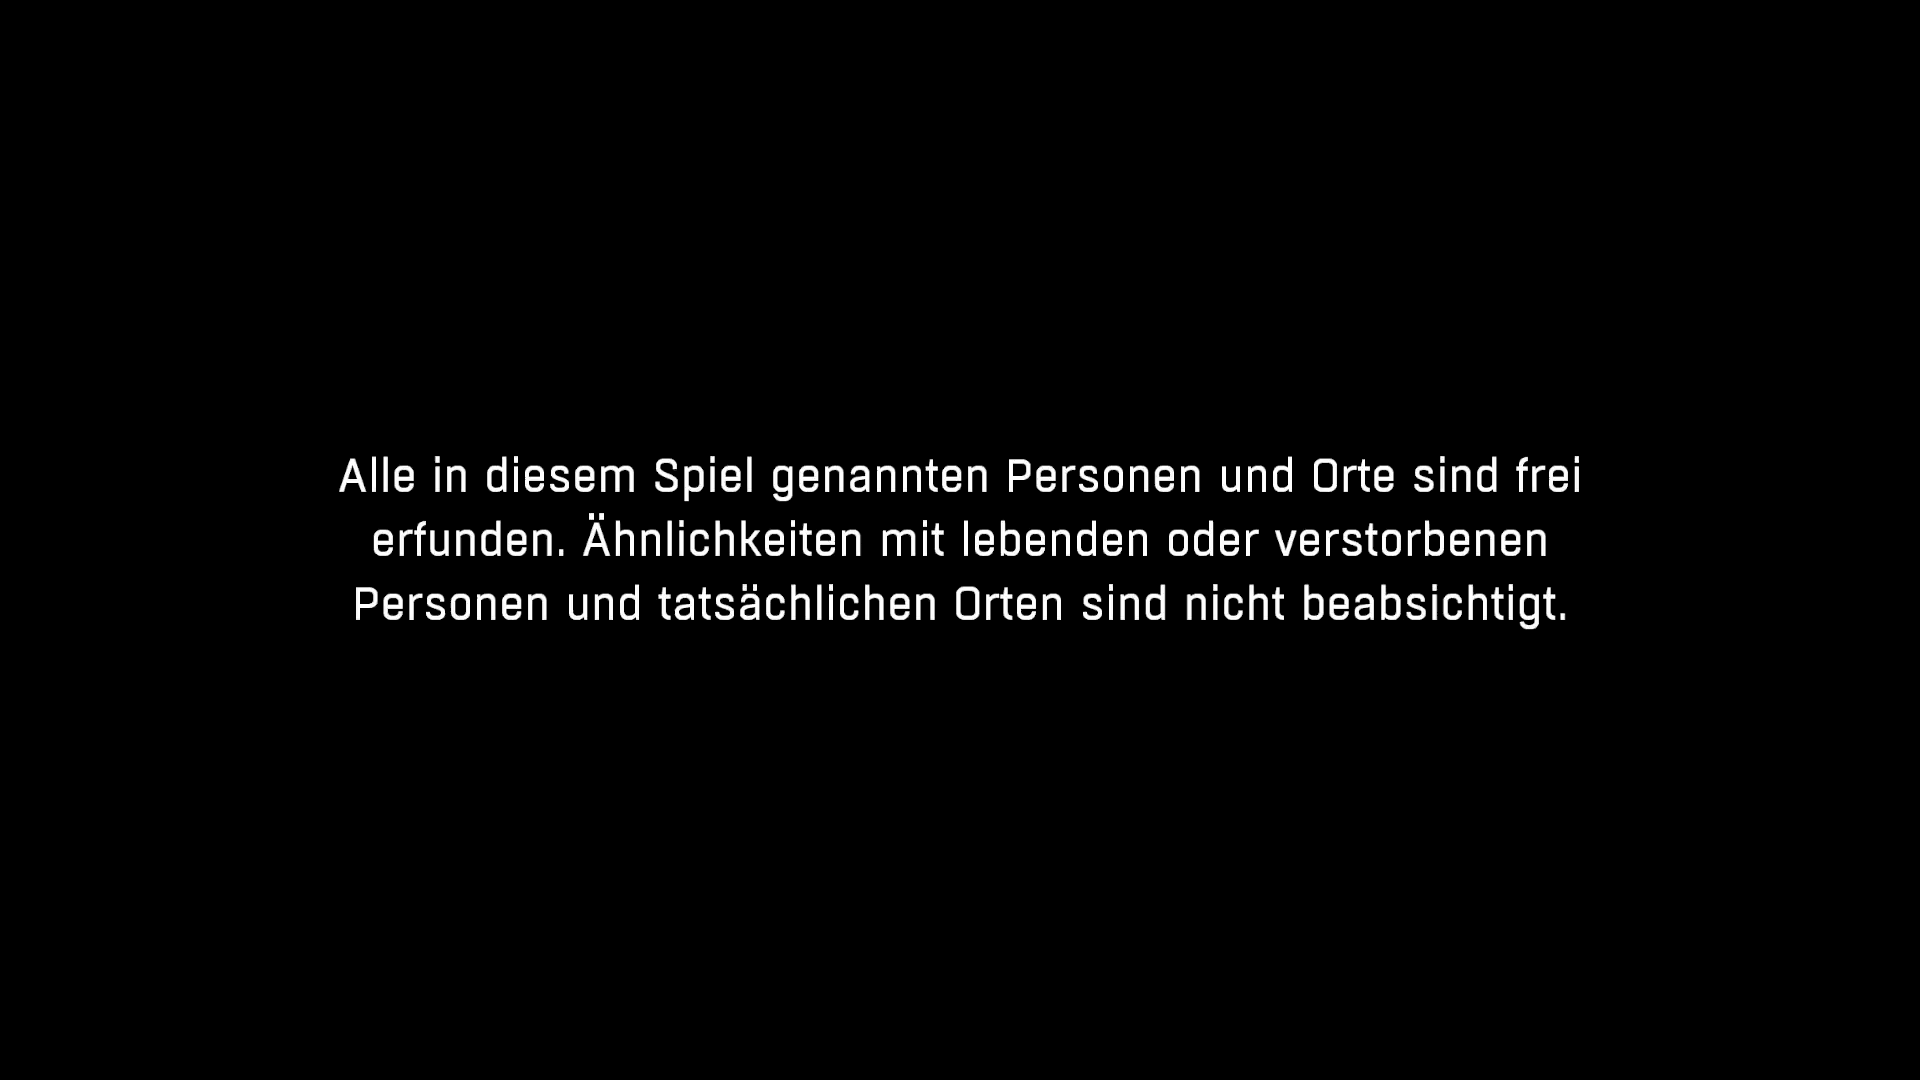 Alle in diesem Spiel genannten Personen und Orte sind frei
erfunden. Ähnlichkeiten mit lebenden oder verstorbenen
Personen und tatsächlichen Orten sind nicht beabsichtigt.